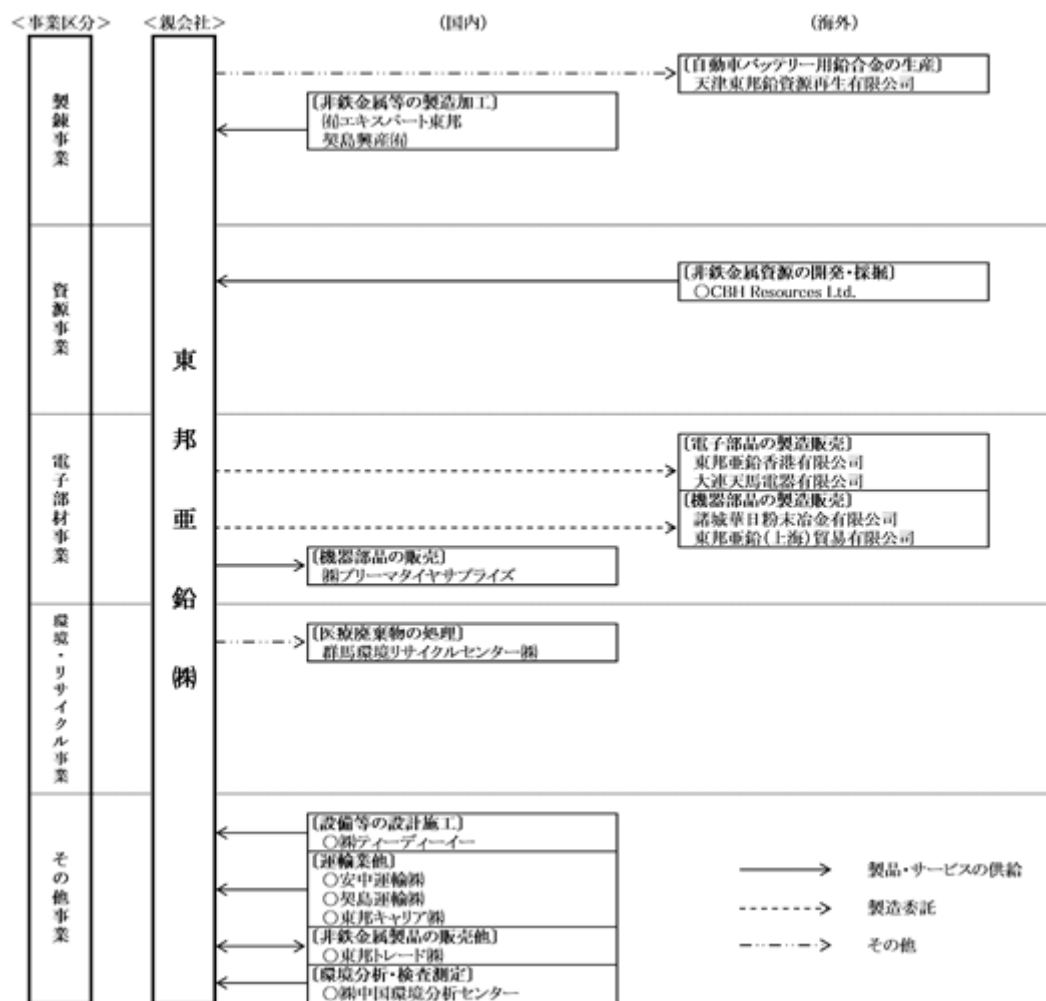 ＜事業区分＞ ＜親会社＞ (国内) (海外)
製錬事業
〔自動車バッテリー用鉛合金の生産〕
天津東邦鉛資源再生有限公司
〔非鉄金属等の製造加工〕
㈲エキスパート東邦
契島興産㈲
資源事業
〔非鉄金属資源の開発・採掘〕
○CBH Resources Ltd.
東邦亜鉛㈱
電子部材事業
〔電子部品の製造販売〕
東邦亜鉛香港有限公司
大連天馬電器有限公司
〔機器部品の製造販売〕
諸城華日粉末冶金有限公司
東邦亜鉛(上海)貿易有限公司
〔機器部品の販売〕
㈱プリーマタイヤサプライズ
環境・リサイクル事業
〔医療廃棄物の処理〕
群馬環境リサイクルセンター㈱
その他事業
〔設備等の設計施工〕
○㈱ティーディーイー
〔運輸業他〕
○安中運輸㈱
○契島運輸㈱
○東邦キャリア㈱
〔非鉄金属製品の販売他〕
○東邦トレード㈱
〔環境分析・検査測定〕
○㈱中国環境分析センター
製品・サービスの供給
製造委託
その他